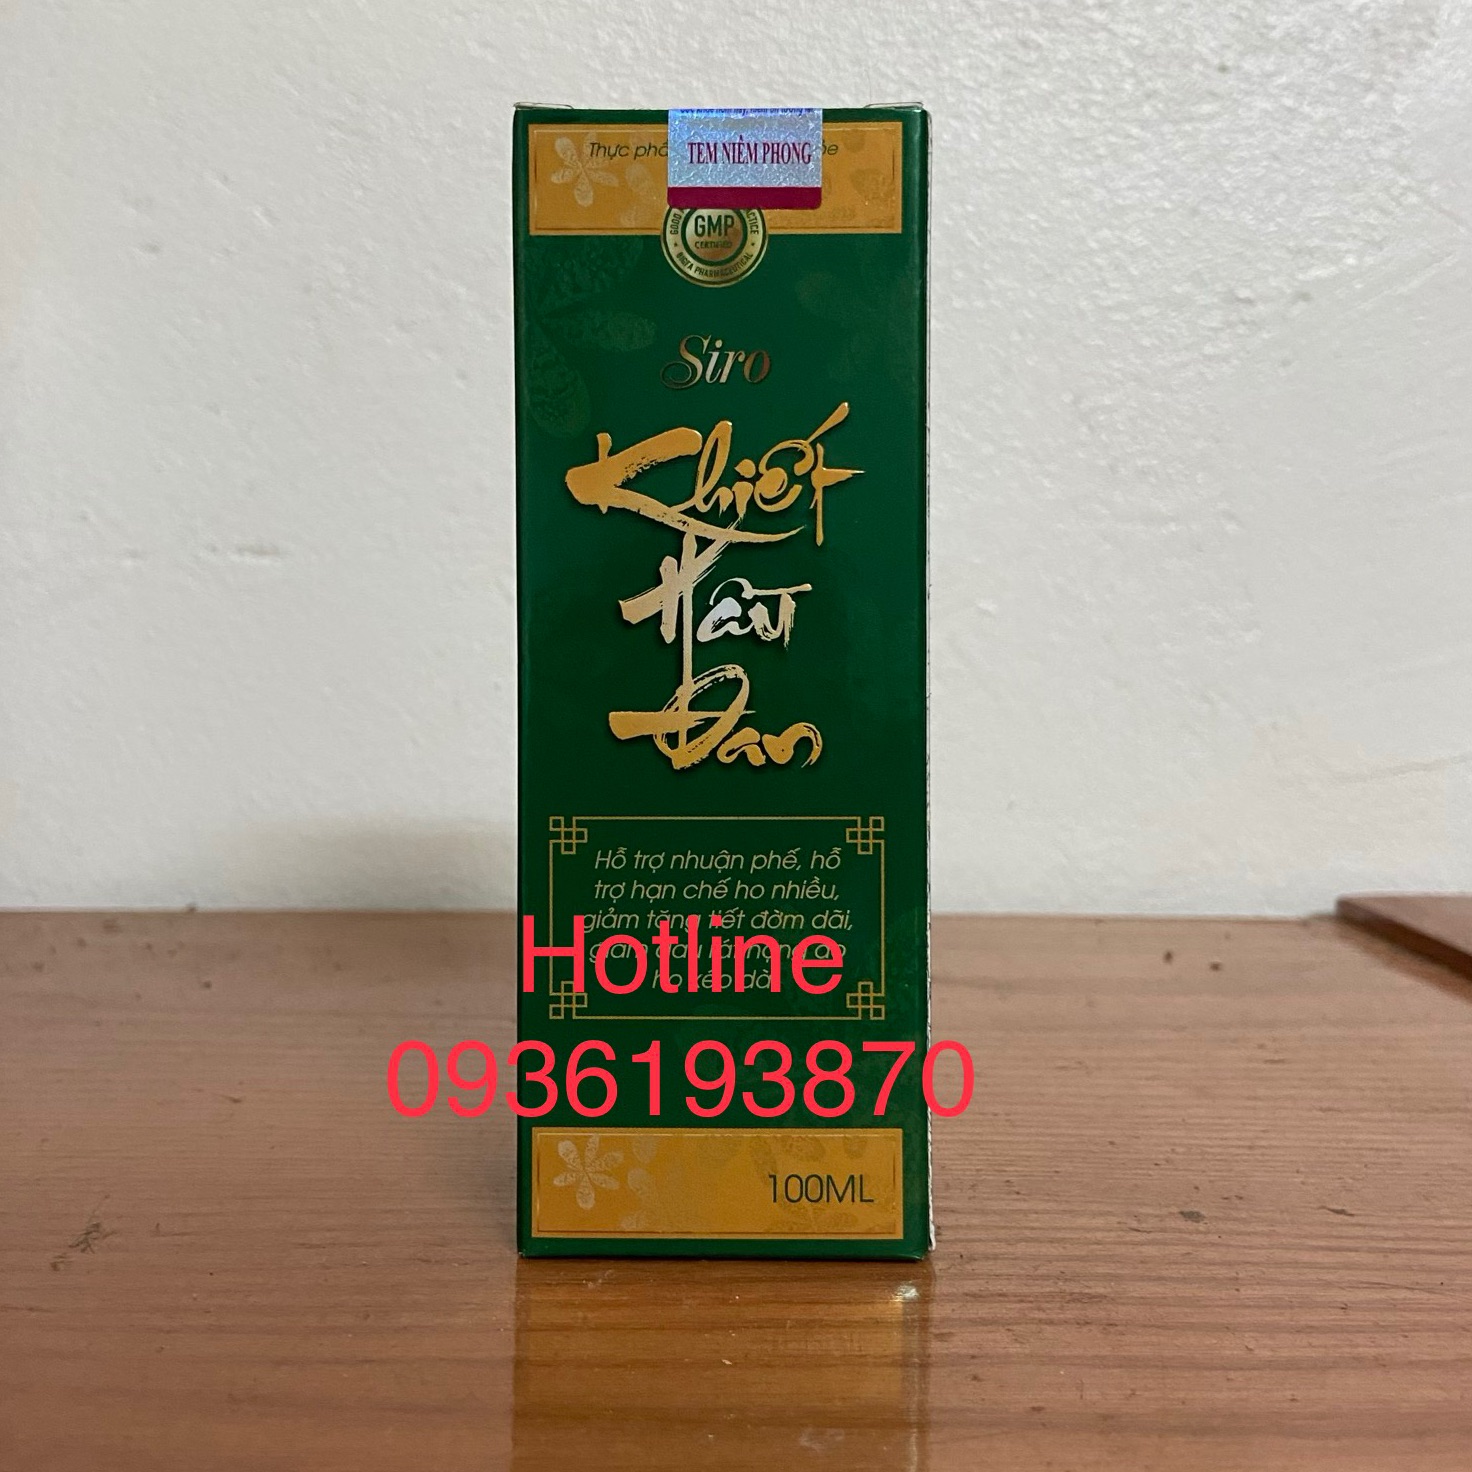 TEM NIÊM PHONG
Thực
GMP
CERTIFIED
PHARMACEUTICAL
Siro
Khiết
Hầu
Đan
Hỗ trợ nhuận phế, hỗ
trợ hạn chế ho nhiều,
giảm tăng tiết đờm dãi,
Hotline
0936193870
100ML